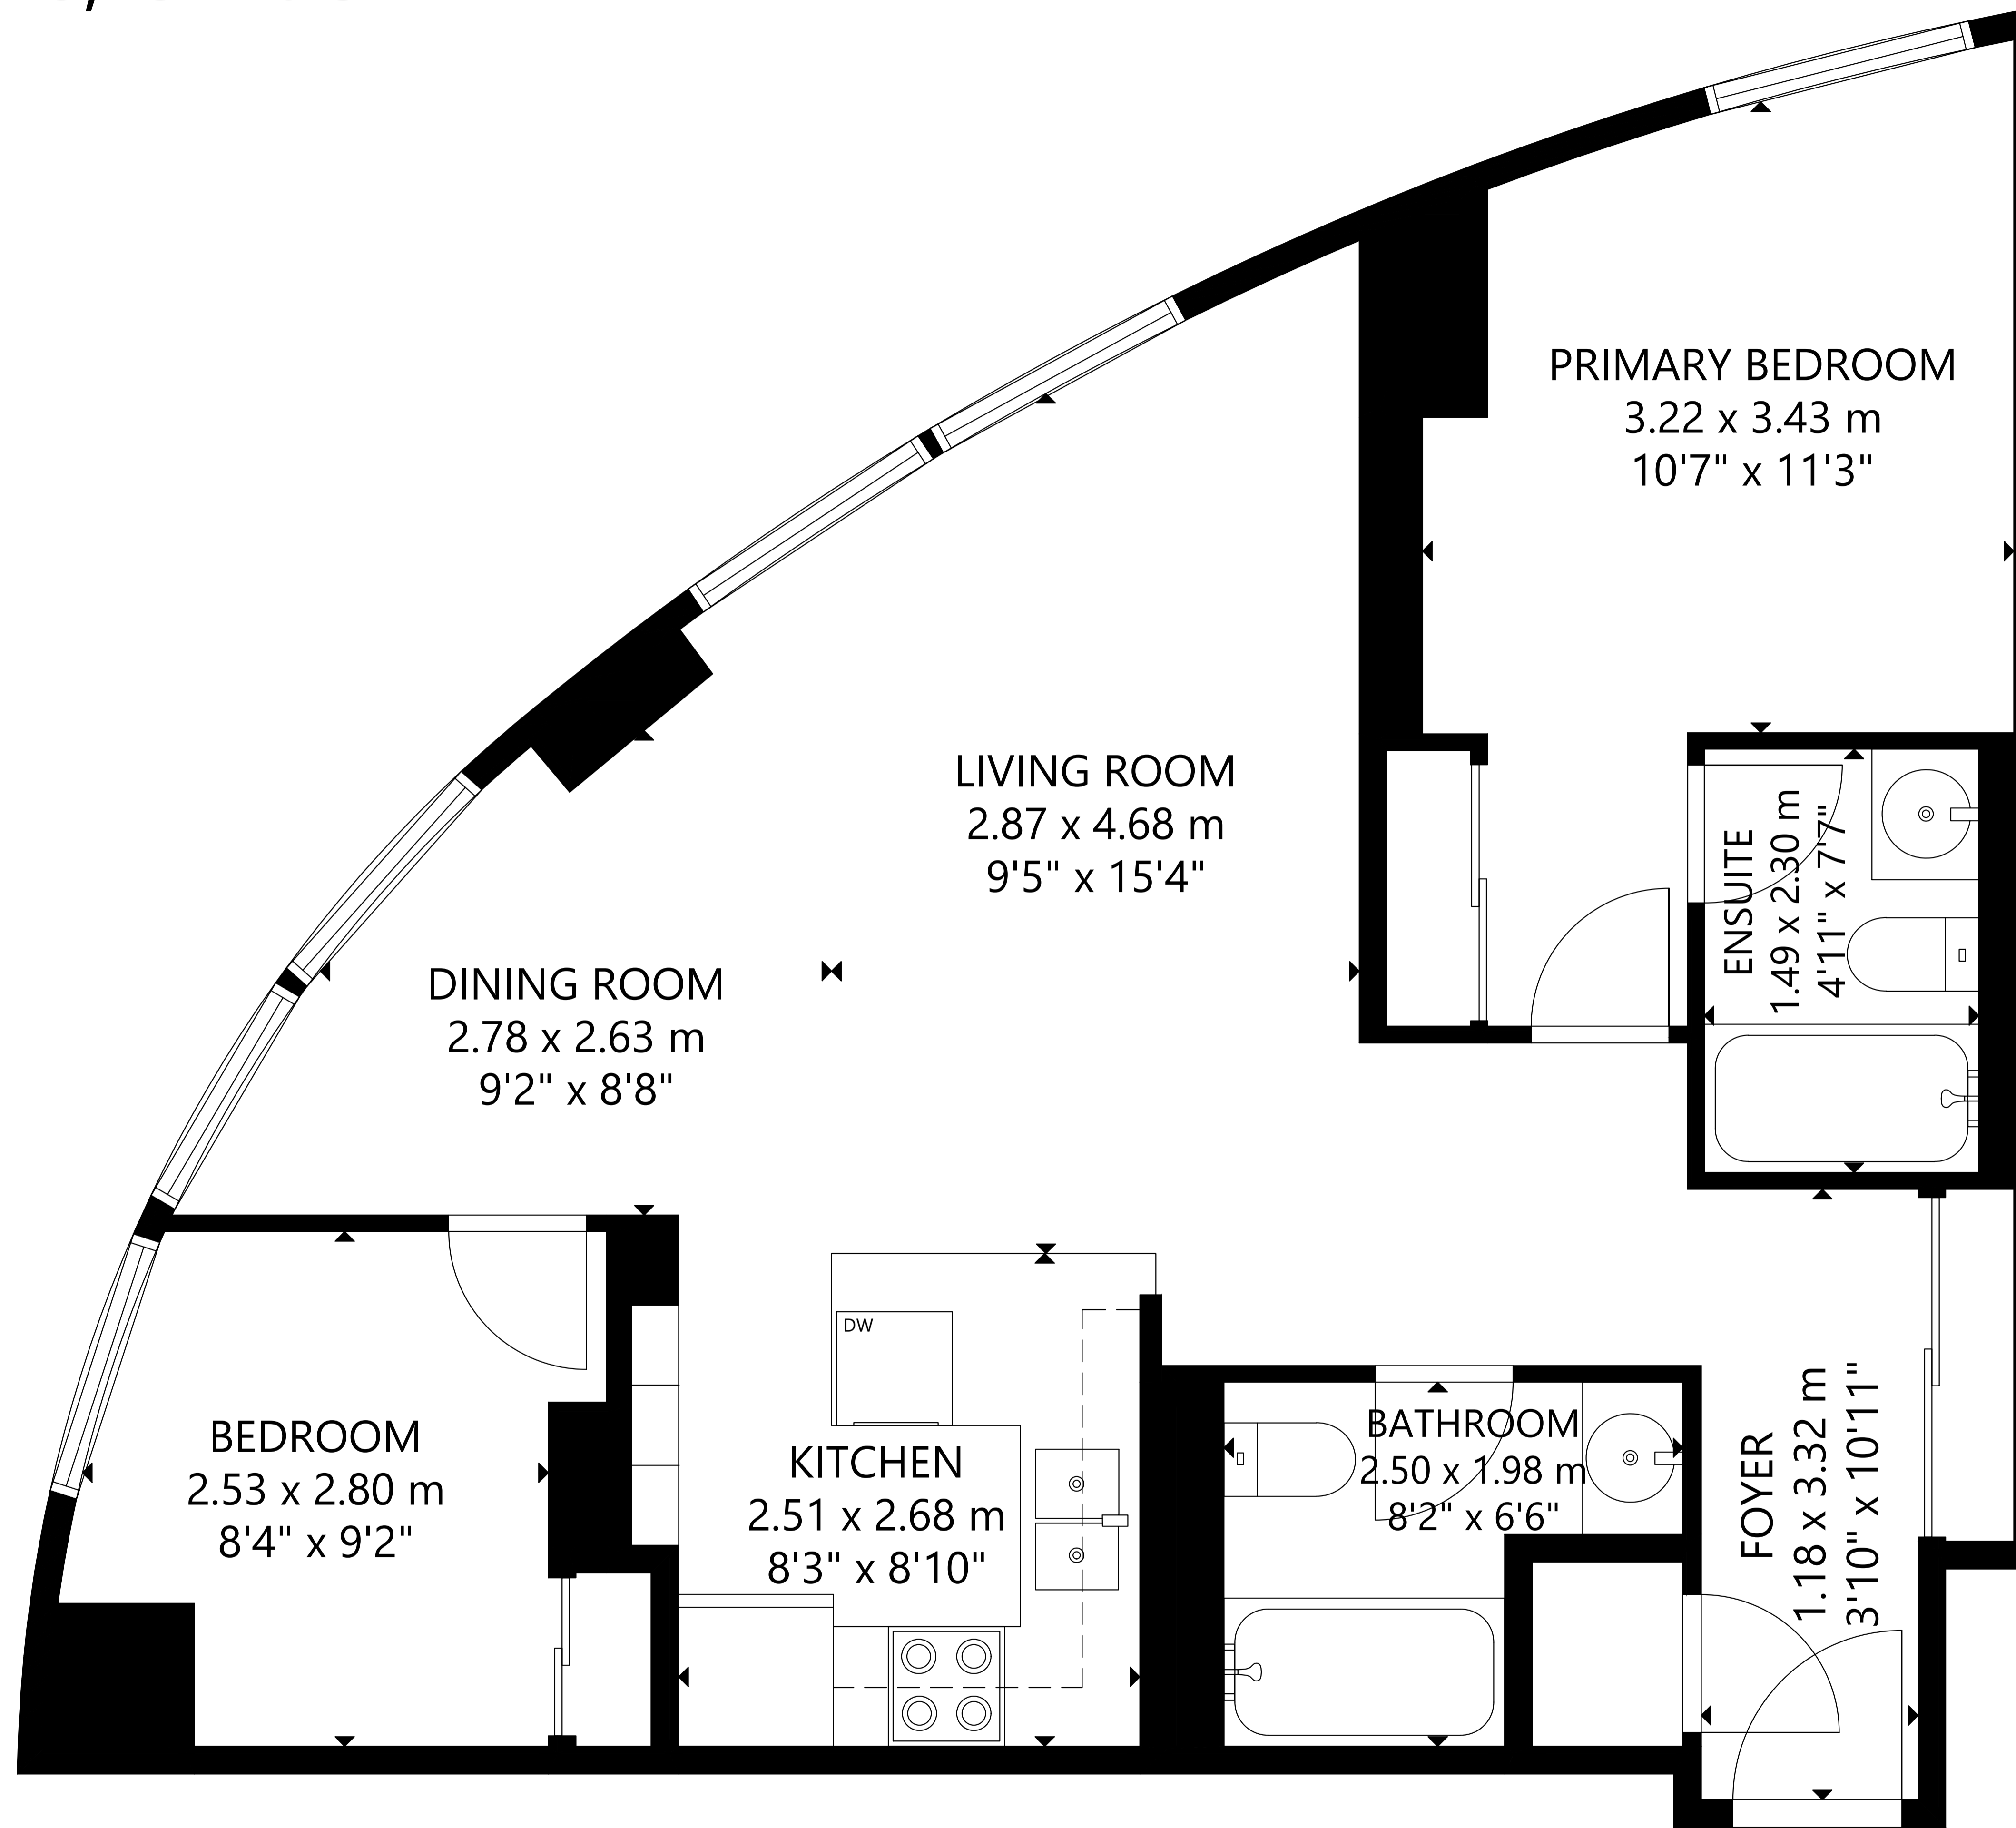 PRIMARY BEDROOM
3.22 x 3.43 m
10'7" x 11'3"
LIVING ROOM
2.87 x 4.68 m
9'5" x 15'4"
ENSUITE
1.49 x 2.30 m
4'11" x 7'7"
DINING ROOM
2.78 x 2.63 m
9'2" x 8'8"
DW
BEDROOM
2.53 x 2.80 m
8'4" x 9'2"
KITCHEN
2.51 x 2.68 m
8'3" x 8'10"
BATHROOM
2.50 x 1.98 m
8'2" x 6'6"
FOYER
1.18 x 3.32 m
3'10" x 10'11"